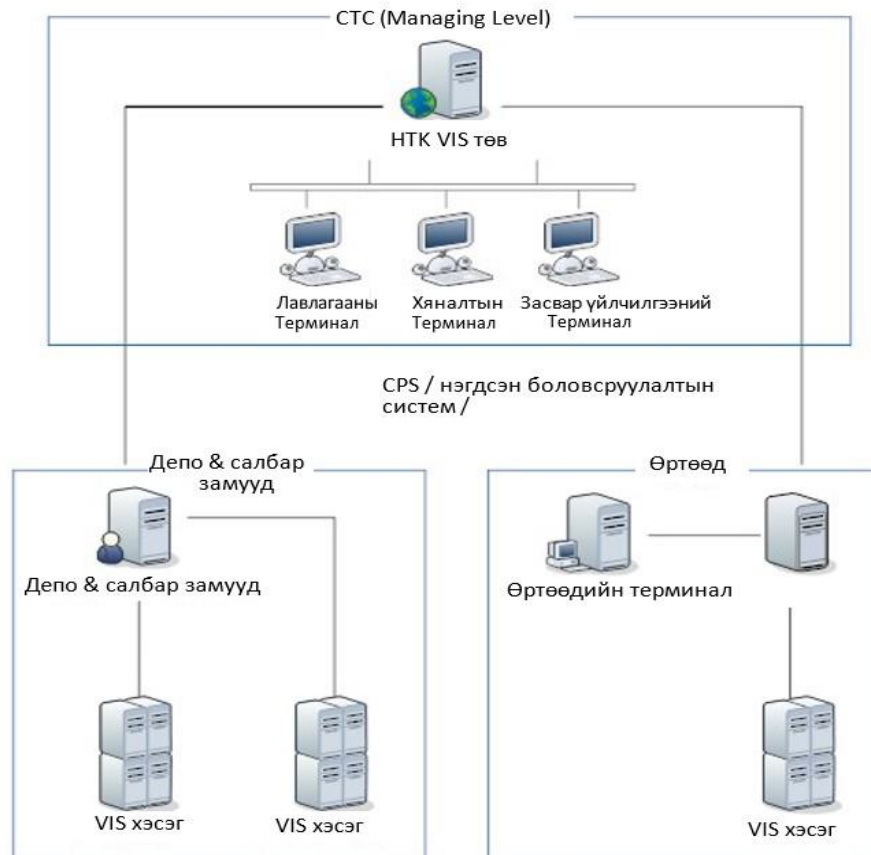 CTC (Managing Level)
НТК VIS төв
Лавлагааны
Терминал
Хяналтын
Терминал
Засвар үйлчилгээний
Терминал
CPS / нэгдсэн боловсруулалтын
систем /
Депо & салбар
замууд
Депо & салбар замууд
VIS хэсэг
VIS хэсэг
Өртөөд
Өртөөдийн терминал
VIS хэсэг